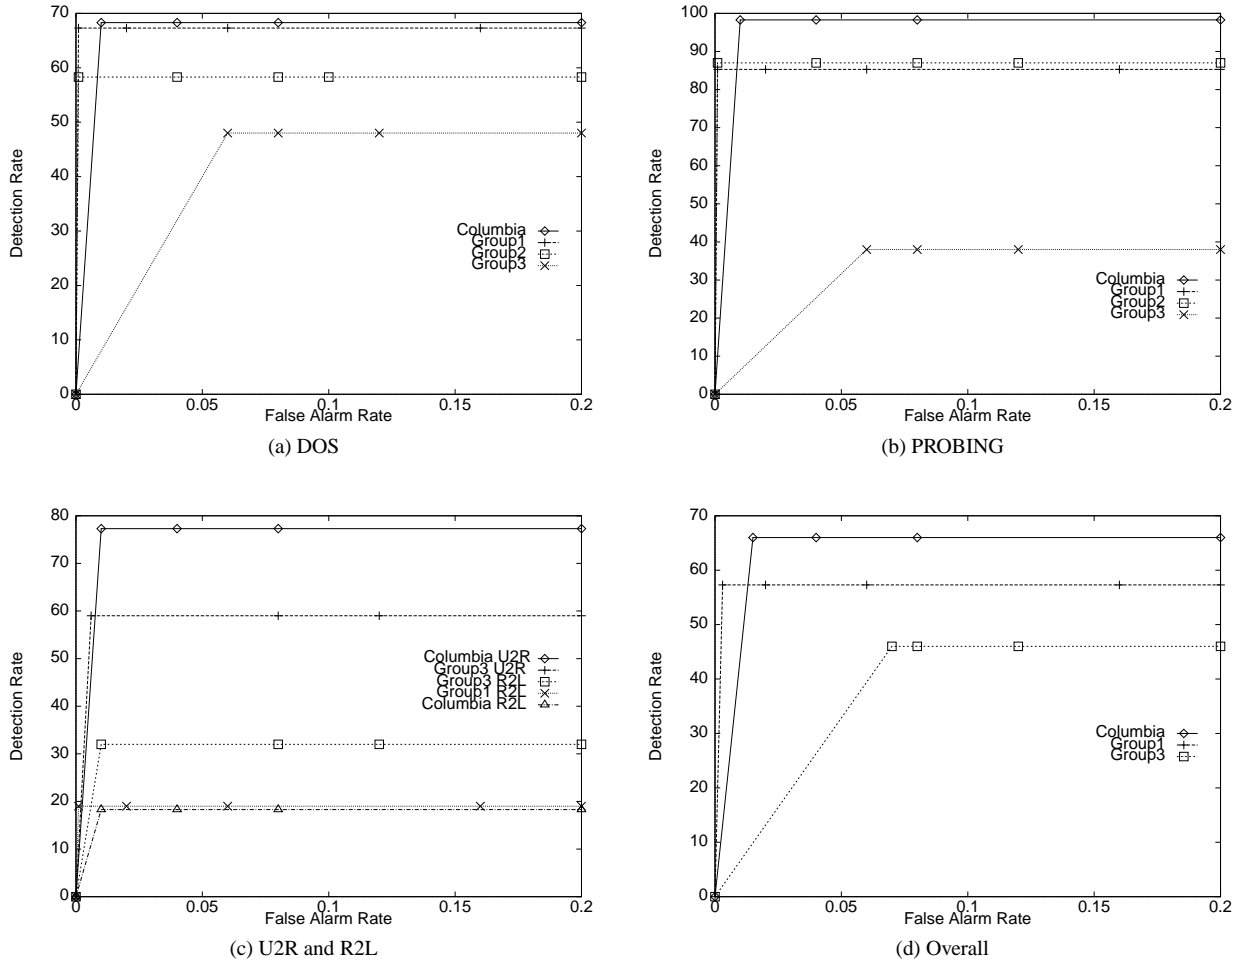 70
60
50
40
30
20
10
0
Detection Rate
Columbia
Group1
Group2
Group3
0 0.05 0.1 0.15 0.2
False Alarm Rate
(a) DOS
100
90
80
70
60
50
40
30
20
10
0
Detection Rate
Columbia
Group1
Group2
Group3
0 0.05 0.1 0.15 0.2
False Alarm Rate
(b) PROBING
80
70
60
50
40
30
20
10
0
Detection Rate
Columbia U2R
Group3 U2R
Group3 R2L
Group1 R2L
Columbia R2L
0 0.05 0.1 0.15 0.2
False Alarm Rate
(c) U2R and R2L
70
60
50
40
30
20
10
0
Detection Rate
Columbia
Group1
Group3
0 0.05 0.1 0.15 0.2
False Alarm Rate
(d) Overall